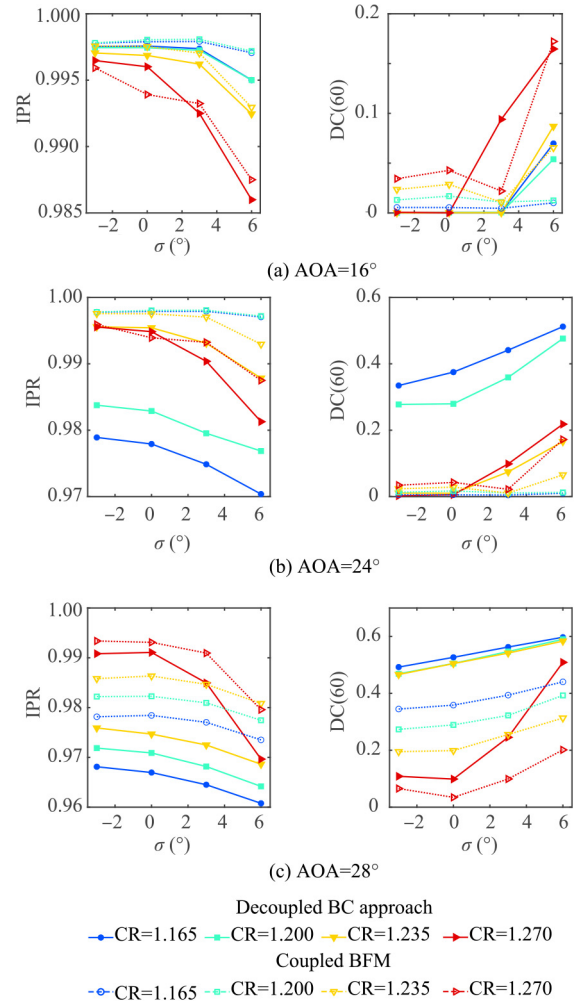 1.000
0.995
0.990
0.985
IPR
−2 0 2 4 6
σ (°)
0.2
0.1
0
DC(60)
−2 0 2 4 6
σ (°)
(a) AOA=16°
1.00
0.99
0.98
0.97
IPR
−2 0 2 4 6
σ (°)
0.6
0.4
0.2
0
DC(60)
−2 0 2 4 6
σ (°)
(b) AOA=24°
1.00
0.99
0.98
0.97
0.96
IPR
−2 0 2 4 6
σ (°)
0.6
0.4
0.2
0
DC(60)
−2 0 2 4 6
σ (°)
(c) AOA=28°
Decoupled BC approach
CR=1.165 CR=1.200 CR=1.235 CR=1.270
Coupled BFM
CR=1.165 CR=1.200 CR=1.235 CR=1.270